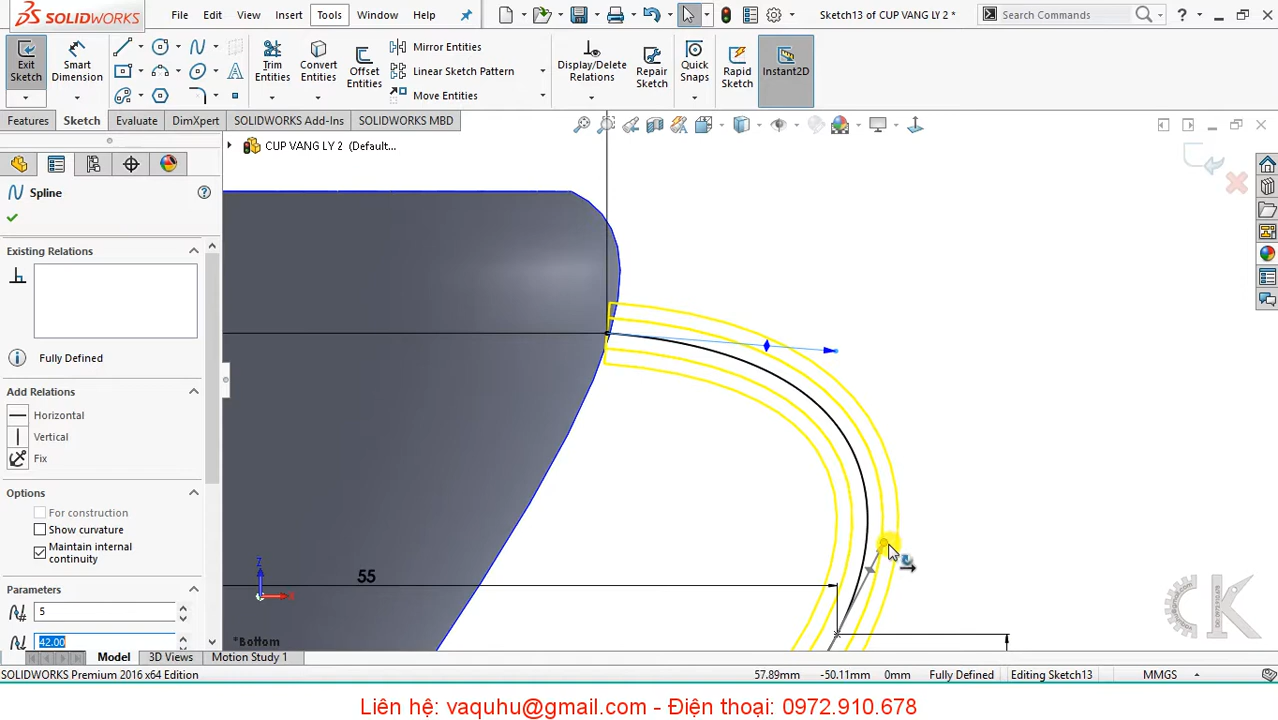 SOLIDWORKS
File Edit View Insert Tools Window Help
Sketch13 of CUP VANG LY 2 *
Search Commands
Exit Sketch
Smart Dimension
Trim Entities
Convert Entities
Offset Entities
Mirror Entities
Linear Sketch Pattern
Move Entities
Display/Delete Relations
Repair Sketch
Quick Snaps
Rapid Sketch
Instant2D
Features Sketch Evaluate DimXpert SOLIDWORKS Add-Ins SOLIDWORKS MBD
CUP VANG LY 2 (Default...
Spline
Existing Relations
Fully Defined
Add Relations
Horizontal
Vertical
Fix
Options
For construction
Show curvature
Maintain internal continuity
Parameters
5
42.00
55
Z
*Bottom
Model 3D Views Motion Study 1
SOLIDWORKS Premium 2016 x64 Edition
57.89mm -50.11mm 0mm Fully Defined Editing Sketch13 MMGS
Liên hệ: vaquhu@gmail.com - Điện thoại: 0972.910.678